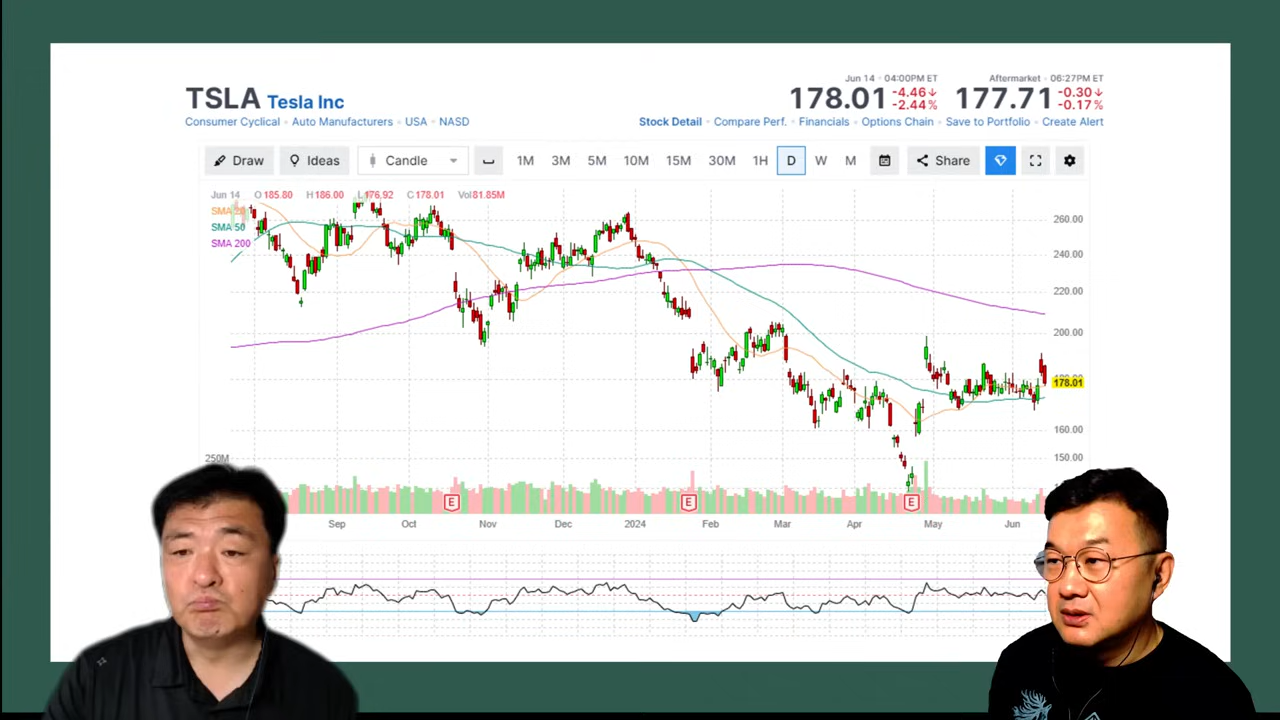 Jun 14 • 04:00PM ET
Aftermarket • 06:27PM ET
TSLA Tesla Inc
178.01 -4.46↓ -2.44%
177.71 -0.30↓ -0.17%
Consumer Cyclical • Auto Manufacturers • USA • NASD
Stock Detail • Compare Perf. • Financials • Options Chain • Save to Portfolio • Create Alert
Draw Ideas Candle 1M 3M 5M 10M 15M 30M 1H D W M Share
Jun 14 O 185.80 H 186.00 L 176.92 C 178.01 Vol 81.85M
SMA 20
SMA 50
SMA 200
260.00
240.00
220.00
200.00
178.01
160.00
150.00
250M
E E E
Sep Oct Nov Dec 2024 Feb Mar Apr May Jun